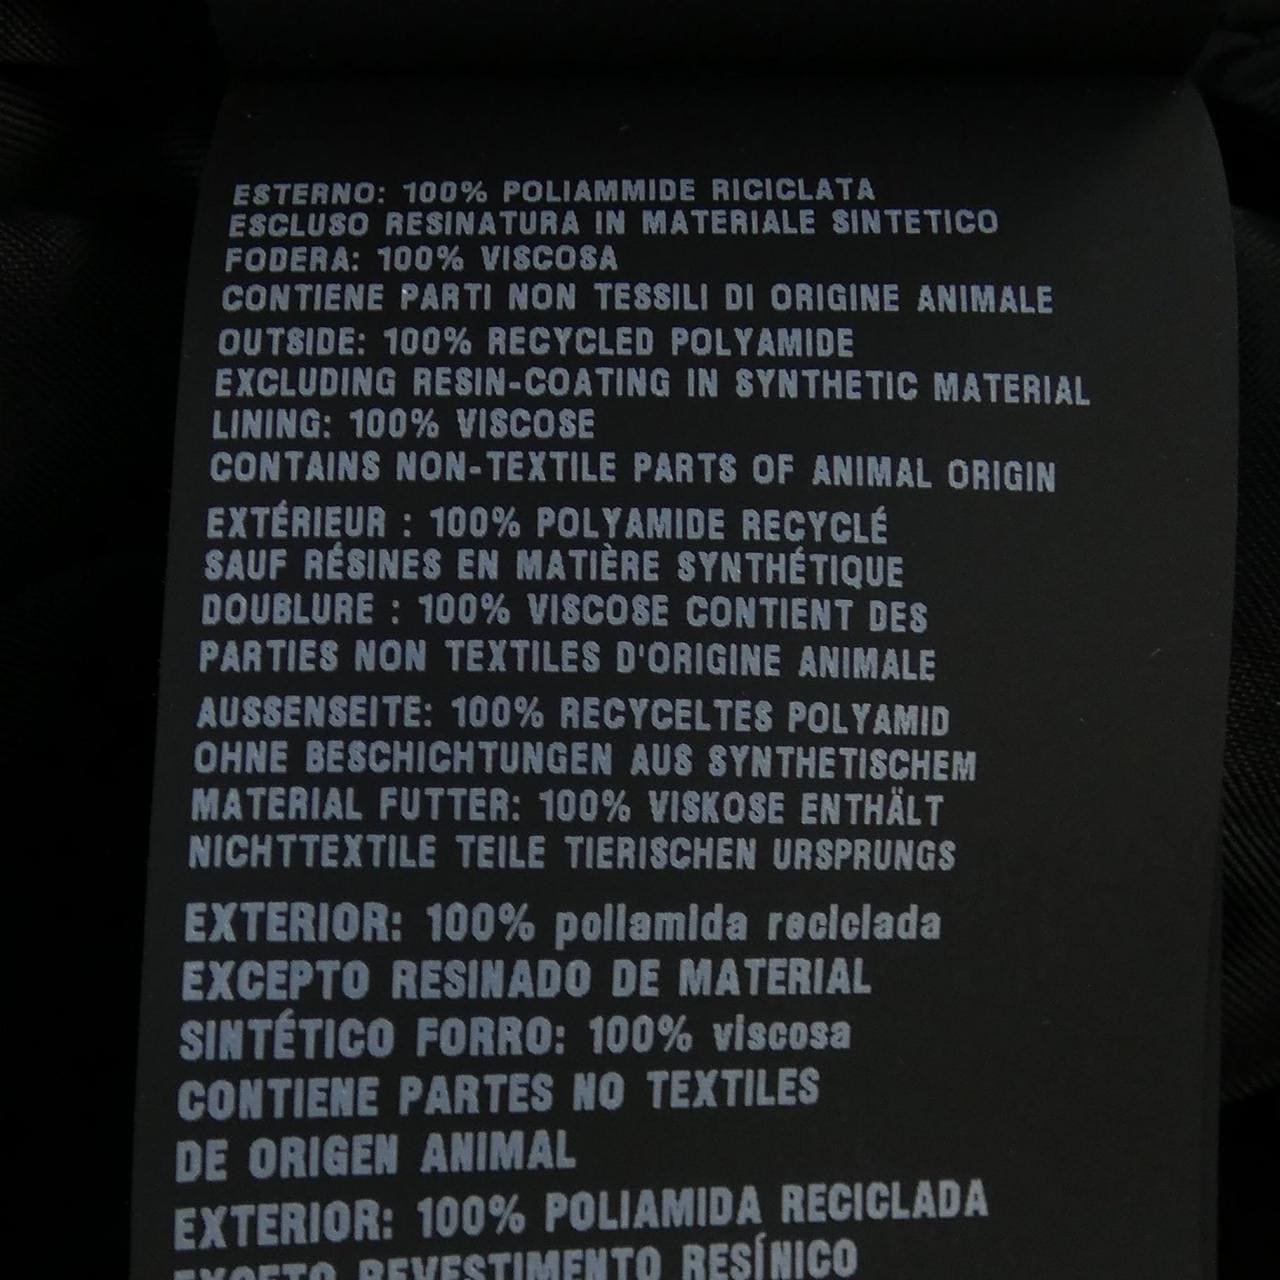 ESTERNO: 100% POLIAMMIDE RICICLATA
ESCLUSO RESINATURA IN MATERIALE SINTETICO
FODERA: 100% VISCOSA
CONTIENE PARTI NON TESSILI DI ORIGINE ANIMALE
OUTSIDE: 100% RECYCLED POLYAMIDE
EXCLUDING RESIN-COATING IN SYNTHETIC MATERIAL
LINING: 100% VISCOSE
CONTAINS NON-TEXTILE PARTS OF ANIMAL ORIGIN
EXTÉRIEUR : 100% POLYAMIDE RECYCLÉ
SAUF RÉSINES EN MATIÈRE SYNTHÉTIQUE
DOUBLURE : 100% VISCOSE CONTIENT DES
PARTIES NON TEXTILES D'ORIGINE ANIMALE
AUSSENSEITE: 100% RECYCELTES POLYAMID
OHNE BESCHICHTUNGEN AUS SYNTHETISCHEM
MATERIAL FUTTER: 100% VISKOSE ENTHÄLT
NICHTTEXTILE TEILE TIERISCHEN URSPRUNGS
EXTERIOR: 100% poliamida reciclada
EXCEPTO RESINADO DE MATERIAL
SINTÉTICO FORRO: 100% viscosa
CONTIENE PARTES NO TEXTILES
DE ORIGEN ANIMAL
EXTERIOR: 100% POLIAMIDA RECICLADA
EXCETO REVESTIMENTO RESÍNICO